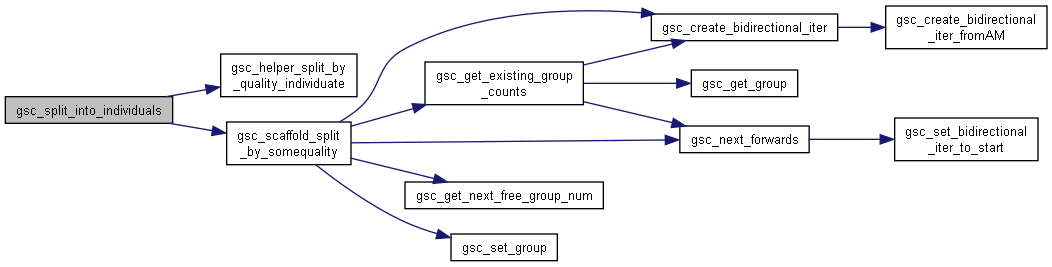 gsc_split_into_individuals
gsc_helper_split_by
_quality_individuate
gsc_scaffold_split
_by_somequality
gsc_get_existing_group
_counts
gsc_get_next_free_group_num
gsc_set_group
gsc_create_bidirectional_iter
gsc_get_group
gsc_next_forwards
gsc_create_bidirectional
_iter_fromAM
gsc_set_bidirectional
_iter_to_start